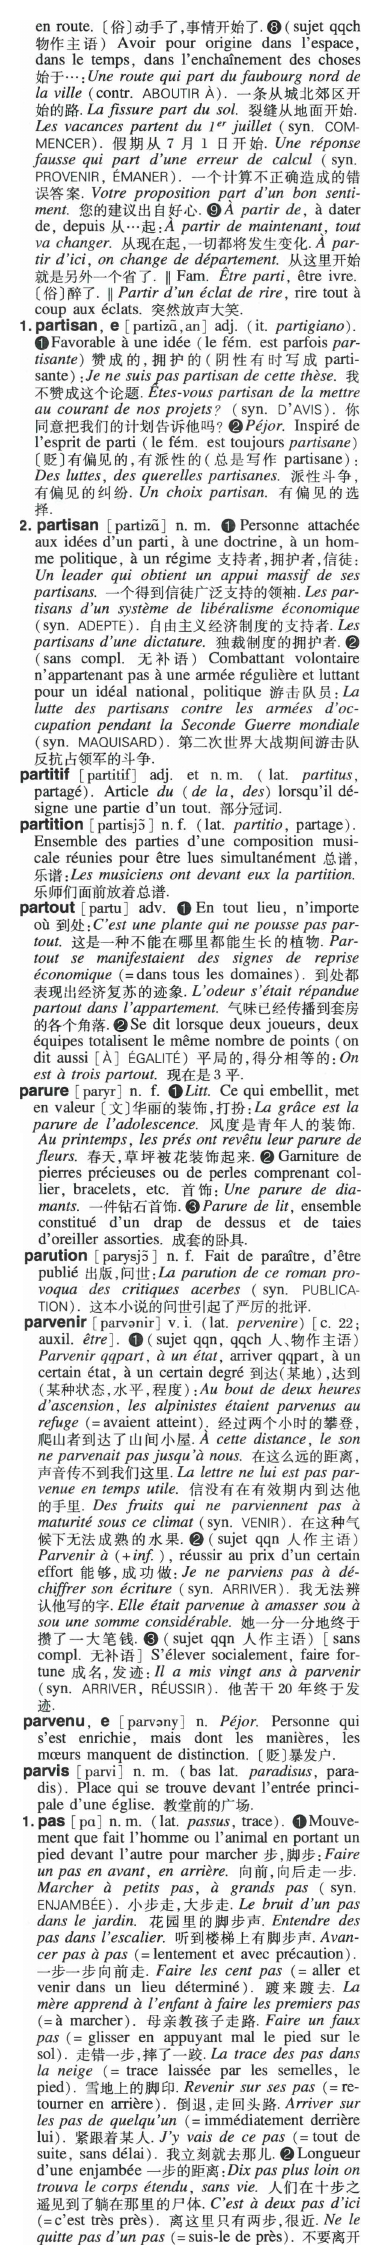 en route. 〔俗〕动手了,事情开始了. ❽ ( sujet qqch
物作主语) Avoir pour origine dans l'espace,
dans le temps, dans l'enchaînement des choses
始于…:Une route qui part du faubourg nord de
la ville (contr. ABOUTIR À). 一条从城北郊区开
始的路. La fissure part du sol. 裂缝从地面开始.
Les vacances partent du 1er juillet ( syn. COM-
MENCER). 假期从 7 月 1 日开始. Une réponse
fausse qui part d'une erreur de calcul ( syn.
PROVENIR, ÉMANER). 一个计算不正确造成的错
误答案. Votre proposition part d'un bon senti-
ment. 您的建议出自好心. ❾ À partir de, à dater
de, depuis 从…起:À partir de maintenant, tout
va changer. 从现在起,一切都将发生变化. À par-
tir d'ici, on change de département. 从这里开始
就是另外一个省了. ‖ Fam. Être parti, être ivre.
〔俗〕醉了. ‖ Partir d'un éclat de rire, rire tout à
coup aux éclats. 突然放声大笑.
1. partisan, e [partizɑ̃,an] adj. ( it. partigiano).
❶Favorable à une idée (le fém. est parfois par-
tisante) 赞成的,拥护的(阴性有时写成 parti-
sante):Je ne suis pas partisan de cette thèse. 我
不赞成这个论题. Êtes-vous partisan de la mettre
au courant de nos projets? ( syn. D'AVIS). 你
同意把我们的计划告诉他吗? ❷Péjor. Inspiré de
l'esprit de parti (le fém. est toujours partisane)
〔贬〕有偏见的,有派性的(总是写作 partisane):
Des luttes, des querelles partisanes. 派性斗争,
有偏见的纠纷. Un choix partisan. 有偏见的选
择.
2. partisan [partizɑ̃] n. m. ❶ Personne attachée
aux idées d'un parti, à une doctrine, à un hom-
me politique, à un régime 支持者,拥护者,信徒:
Un leader qui obtient un appui massif de ses
partisans. 一个得到信徒广泛支持的领袖. Les par-
tisans d'un système de libéralisme économique
(syn. ADEPTE). 自由主义经济制度的支持者. Les
partisans d'une dictature. 独裁制度的拥护者. ❷
(sans compl. 无补语) Combattant volontaire
n'appartenant pas à une armée régulière et luttant
pour un idéal national, politique 游击队员:La
lutte des partisans contre les armées d'oc-
cupation pendant la Seconde Guerre mondiale
(syn. MAQUISARD). 第二次世界大战期间游击队
反抗占领军的斗争.
partitif [partitif] adj. et n. m. ( lat. partitus,
partagé). Article du ( de la, des) lorsqu'il dé-
signe une partie d'un tout. 部分冠词.
partition [partisjɔ̃] n. f. (lat. partitio, partage).
Ensemble des parties d'une composition musi-
cale réunies pour être lues simultanément 总谱,
乐谱:Les musiciens ont devant eux la partition.
乐师们面前放着总谱.
partout [partu] adv. ❶ En tout lieu, n'importe
où 到处:C'est une plante qui ne pousse pas par-
tout. 这是一种不能在哪里都能生长的植物. Par-
tout se manifestaient des signes de reprise
économique (=dans tous les domaines). 到处都
表现出经济复苏的迹象. L'odeur s'était répandue
partout dans l'appartement. 气味已经传播到套房
的各个角落. ❷Se dit lorsque deux joueurs, deux
équipes totalisent le même nombre de points (on
dit aussi [À] ÉGALITÉ) 平局的,得分相等的:On
est à trois partout. 现在是 3 平.
parure [paryr] n. f. ❶Litt. Ce qui embellit, met
en valeur〔文〕华丽的装饰,打扮:La grâce est la
parure de l'adolescence. 风度是青年人的装饰.
Au printemps, les prés ont revêtu leur parure de
fleurs. 春天,草坪被花装饰起来. ❷ Garniture de
pierres précieuses ou de perles comprenant col-
lier, bracelets, etc. 首饰:Une parure de dia-
mants. 一件钻石首饰. ❸Parure de lit, ensemble
constitué d'un drap de dessus et de taies
d'oreiller assorties. 成套的卧具.
parution [parysjɔ̃] n. f. Fait de paraître, d'être
publié 出版,问世:La parution de ce roman pro-
voqua des critiques acerbes ( syn. PUBLICA-
TION). 这本小说的问世引起了严厉的批评.
parvenir [parvənir] v. i. (lat. pervenire) [c. 22;
auxil. être]. ❶ (sujet qqn, qqch 人、物作主语)
Parvenir qqpart, à un état, arriver qqpart, à un
certain état, à un certain degré 到达(某地),达到
(某种状态,水平,程度):Au bout de deux heures
d'ascension, les alpinistes étaient parvenus au
refuge (=avaient atteint). 经过两个小时的攀登,
爬山者到达了山间小屋. À cette distance, le son
ne parvenait pas jusqu'à nous. 在这么远的距离,
声音传不到我们这里. La lettre ne lui est pas par-
venue en temps utile. 信没有在有效期内到达他
的手里. Des fruits qui ne parviennent pas à
maturité sous ce climat (syn. VENIR). 在这种气
候下无法成熟的水果. ❷ (sujet qqn 人作主语)
Parvenir à (+inf. ), réussir au prix d'un certain
effort 能够,成功做:Je ne parviens pas à dé-
chiffrer son écriture (syn. ARRIVER). 我无法辨
认他写的字. Elle était parvenue à amasser sou à
sou une somme considérable. 她一分一分地终于
攒了一大笔钱. ❸ ( sujet qqn 人作主语) [ sans
compl. 无补语] S'élever socialement, faire for-
tune 成名,发迹:Il a mis vingt ans à parvenir
(syn. ARRIVER, RÉUSSIR). 他苦干 20 年终于发
迹.
parvenu, e [parvəny] n. Péjor. Personne qui
s'est enrichie, mais dont les manières, les
mœurs manquent de distinction. 〔贬〕暴发户.
parvis [parvi] n. m. ( bas lat. paradisus, para-
dis). Place qui se trouve devant l'entrée princi-
pale d'une église. 教堂前的广场.
1. pas [pɑ] n. m. (lat. passus, trace). ❶Mouve-
ment que fait l'homme ou l'animal en portant un
pied devant l'autre pour marcher 步,脚步:Faire
un pas en avant, en arrière. 向前,向后走一步.
Marcher à petits pas, à grands pas ( syn.
ENJAMBÉE). 小步走,大步走. Le bruit d'un pas
dans le jardin. 花园里的脚步声. Entendre des
pas dans l'escalier. 听到楼梯上有脚步声. Avan-
cer pas à pas (=lentement et avec précaution).
一步一步向前走. Faire les cent pas (=aller et
venir dans un lieu déterminé). 踱来踱去. La
mère apprend à l'enfant à faire les premiers pas
(=à marcher). 母亲教孩子走路. Faire un faux
pas (= glisser en appuyant mal le pied sur le
sol). 走错一步,摔了一跤. La trace des pas dans
la neige (= trace laissée par les semelles, le
pied). 雪地上的脚印. Revenir sur ses pas (=re-
tourner en arrière). 倒退,走回头路. Arriver sur
les pas de quelqu'un (=immédiatement derrière
lui). 紧跟着某人. J'y vais de ce pas (=tout de
suite, sans délai). 我立刻就去那儿. ❷Longueur
d'une enjambée 一步的距离:Dix pas plus loin on
trouva le corps étendu, sans vie. 人们在十步之
遥见到了躺在那里的尸体. C'est à deux pas d'ici
(=c'est très près). 离这里只有两步,很近. Ne le
quitte pas d'un pas (=suis-le de près). 不要离开